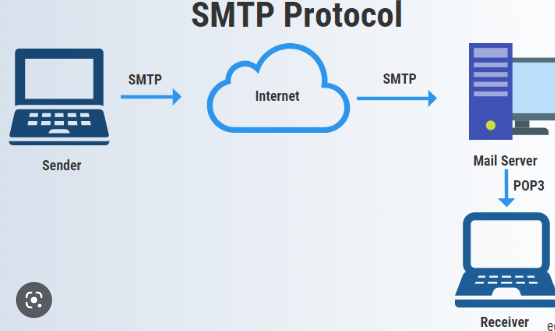 SMTP Protocol
SMTP
Internet
SMTP
Sender
Mail Server
POP3
Receiver